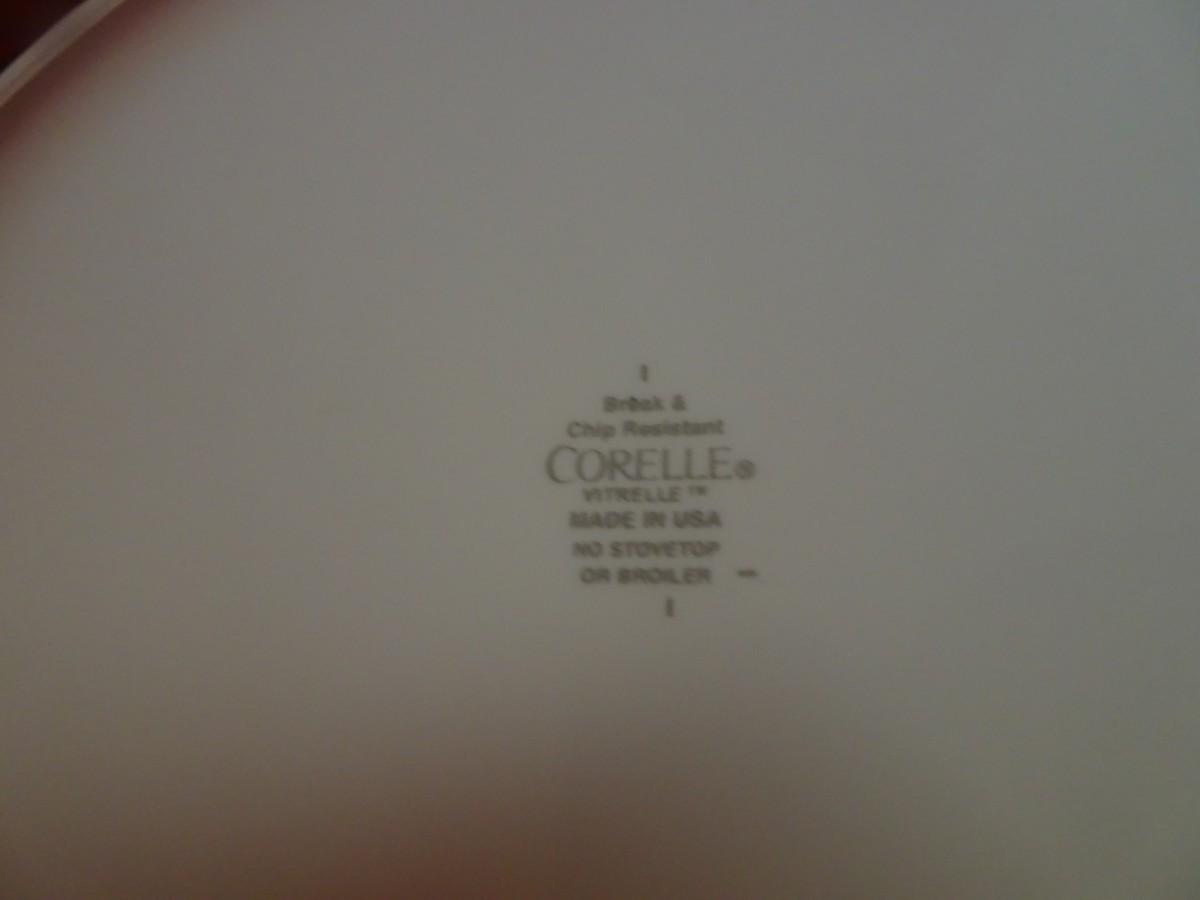 Break &
Chip Resistant
CORELLE®
VITRELLE™
MADE IN USA
NO STOVETOP
OR BROILER